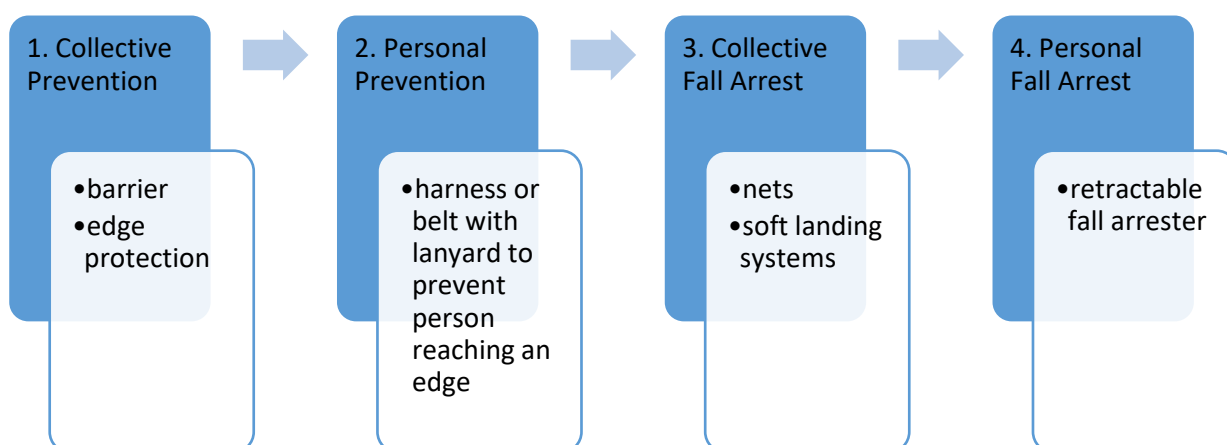 1. Collective
Prevention
•barrier
•edge
protection
2. Personal
Prevention
•harness or
belt with
lanyard to
prevent
person
reaching an
edge
3. Collective
Fall Arrest
•nets
•soft landing
systems
4. Personal
Fall Arrest
•retractable
fall arrester